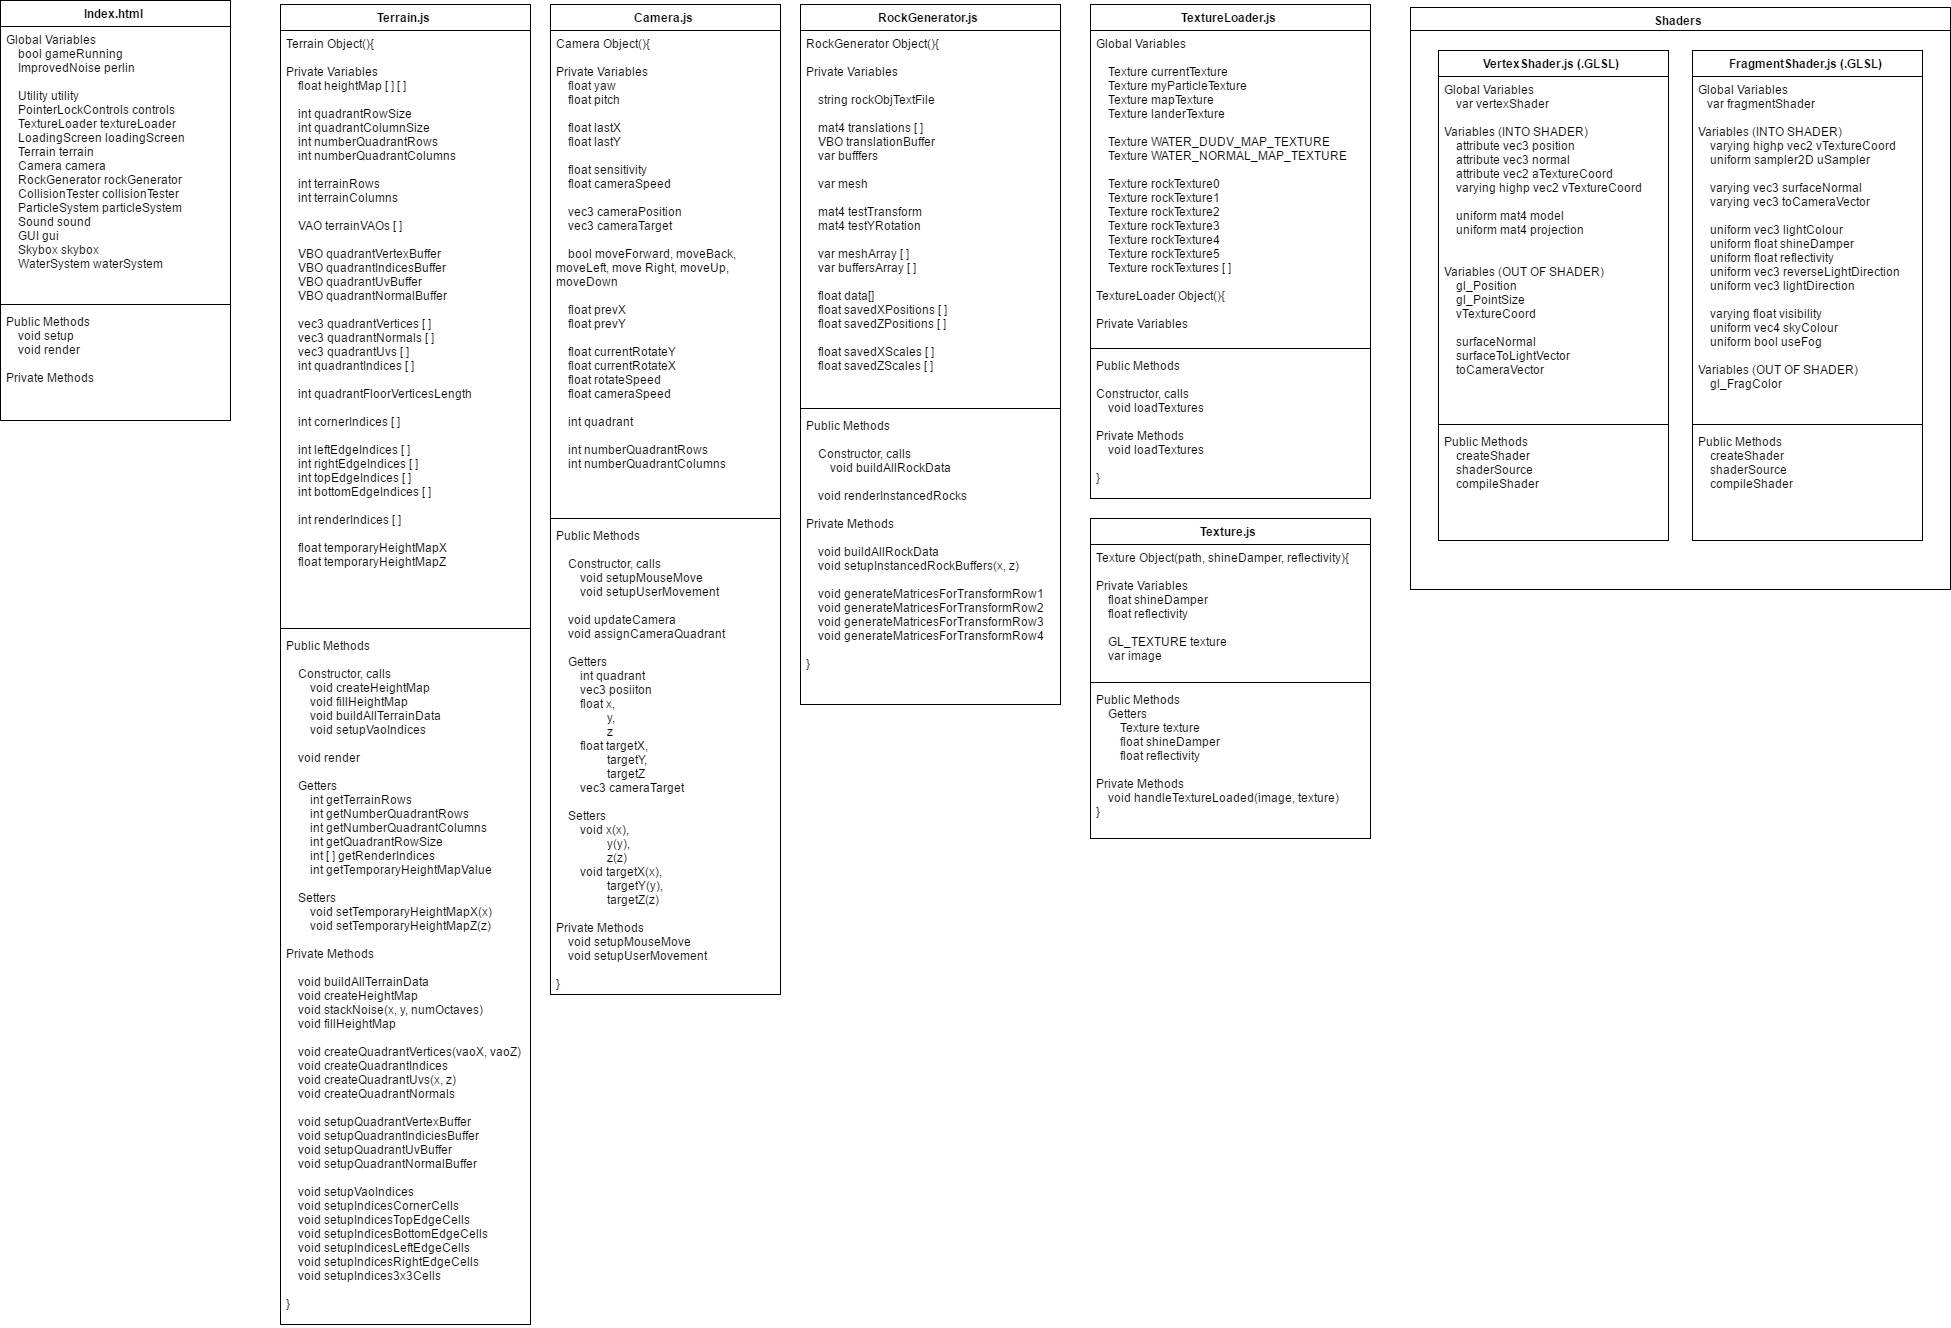 Index.html
Global Variables
bool gameRunning
ImprovedNoise perlin
Utility utility
PointerLockControls controls
TextureLoader textureLoader
LoadingScreen loadingScreen
Terrain terrain
Camera camera
RockGenerator rockGenerator
CollisionTester collisionTester
ParticleSystem particleSystem
Sound sound
GUI gui
Skybox skybox
WaterSystem waterSystem
Public Methods
void setup
void render
Private Methods
Terrain.js
Terrain Object(){
Private Variables
float heightMap [ ] [ ]
int quadrantRowSize
int quadrantColumnSize
int numberQuadrantRows
int numberQuadrantColumns
int terrainRows
int terrainColumns
VAO terrainVAOs [ ]
VBO quadrantVertexBuffer
VBO quadrantIndicesBuffer
VBO quadrantUvBuffer
VBO quadrantNormalBuffer
vec3 quadrantVertices [ ]
vec3 quadrantNormals [ ]
vec3 quadrantUvs [ ]
int quadrantIndices [ ]
int quadrantFloorVerticesLength
int cornerIndices [ ]
int leftEdgeIndices [ ]
int rightEdgeIndices [ ]
int topEdgeIndices [ ]
int bottomEdgeIndices [ ]
int renderIndices [ ]
float temporaryHeightMapX
float temporaryHeightMapZ
Public Methods
Constructor, calls
void createHeightMap
void fillHeightMap
void buildAllTerrainData
void setupVaoIndices
void render
Getters
int getTerrainRows
int getNumberQuadrantRows
int getNumberQuadrantColumns
int getQuadrantRowSize
int [ ] getRenderIndices
int getTemporaryHeightMapValue
Setters
void setTemporaryHeightMapX(x)
void setTemporaryHeightMapZ(z)
Private Methods
void buildAllTerrainData
void createHeightMap
void stackNoise(x, y, numOctaves)
void fillHeightMap
void createQuadrantVertices(vaoX, vaoZ)
void createQuadrantIndices
void createQuadrantUvs(x, z)
void createQuadrantNormals
void setupQuadrantVertexBuffer
void setupQuadrantIndiciesBuffer
void setupQuadrantUvBuffer
void setupQuadrantNormalBuffer
void setupVaoIndices
void setupIndicesCornerCells
void setupIndicesTopEdgeCells
void setupIndicesBottomEdgeCells
void setupIndicesLeftEdgeCells
void setupIndicesRightEdgeCells
void setupIndices3x3Cells
}
Camera.js
Camera Object(){
Private Variables
float yaw
float pitch
float lastX
float lastY
float sensitivity
float cameraSpeed
vec3 cameraPosition
vec3 cameraTarget
bool moveForward, moveBack,
moveLeft, move Right, moveUp,
moveDown
float prevX
float prevY
float currentRotateY
float currentRotateX
float rotateSpeed
float cameraSpeed
int quadrant
int numberQuadrantRows
int numberQuadrantColumns
Public Methods
Constructor, calls
void setupMouseMove
void setupUserMovement
void updateCamera
void assignCameraQuadrant
Getters
int quadrant
vec3 posiiton
float x,
y,
z
float targetX,
targetY,
targetZ
vec3 cameraTarget
Setters
void x(x),
y(y),
z(z)
void targetX(x),
targetY(y),
targetZ(z)
Private Methods
void setupMouseMove
void setupUserMovement
}
RockGenerator.js
RockGenerator Object(){
Private Variables
string rockObjTextFile
mat4 translations [ ]
VBO translationBuffer
var bufffers
var mesh
mat4 testTransform
mat4 testYRotation
var meshArray [ ]
var buffersArray [ ]
float data[]
float savedXPositions [ ]
float savedZPositions [ ]
float savedXScales [ ]
float savedZScales [ ]
Public Methods
Constructor, calls
void buildAllRockData
void renderInstancedRocks
Private Methods
void buildAllRockData
void setupInstancedRockBuffers(x, z)
void generateMatricesForTransformRow1
void generateMatricesForTransformRow2
void generateMatricesForTransformRow3
void generateMatricesForTransformRow4
}
TextureLoader.js
Global Variables
Texture currentTexture
Texture myParticleTexture
Texture mapTexture
Texture landerTexture
Texture WATER_DUDV_MAP_TEXTURE
Texture WATER_NORMAL_MAP_TEXTURE
Texture rockTexture0
Texture rockTexture1
Texture rockTexture2
Texture rockTexture3
Texture rockTexture4
Texture rockTexture5
Texture rockTextures [ ]
TextureLoader Object(){
Private Variables
Public Methods
Constructor, calls
void loadTextures
Private Methods
void loadTextures
}
Texture.js
Texture Object(path, shineDamper, reflectivity){
Private Variables
float shineDamper
float reflectivity
GL_TEXTURE texture
var image
Public Methods
Getters
Texture texture
float shineDamper
float reflectivity
Private Methods
void handleTextureLoaded(image, texture)
}
Shaders
VertexShader.js (.GLSL)
Global Variables
var vertexShader
Variables (INTO SHADER)
attribute vec3 position
attribute vec3 normal
attribute vec2 aTextureCoord
varying highp vec2 vTextureCoord
uniform mat4 model
uniform mat4 projection
Variables (OUT OF SHADER)
gl_Position
gl_PointSize
vTextureCoord
surfaceNormal
surfaceToLightVector
toCameraVector
Public Methods
createShader
shaderSource
compileShader
FragmentShader.js (.GLSL)
Global Variables
var fragmentShader
Variables (INTO SHADER)
varying highp vec2 vTextureCoord
uniform sampler2D uSampler
varying vec3 surfaceNormal
varying vec3 toCameraVector
uniform vec3 lightColour
uniform float shineDamper
uniform float reflectivity
uniform vec3 reverseLightDirection
uniform vec3 lightDirection
varying float visibility
uniform vec4 skyColour
uniform bool useFog
Variables (OUT OF SHADER)
gl_FragColor
Public Methods
createShader
shaderSource
compileShader